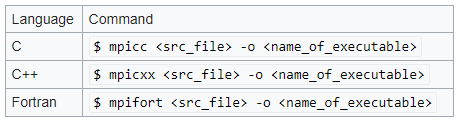 Language Command
C $ mpicc <src_file> -o <name_of_executable>
C++ $ mpicxx <src_file> -o <name_of_executable>
Fortran $ mpifort <src_file> -o <name_of_executable>